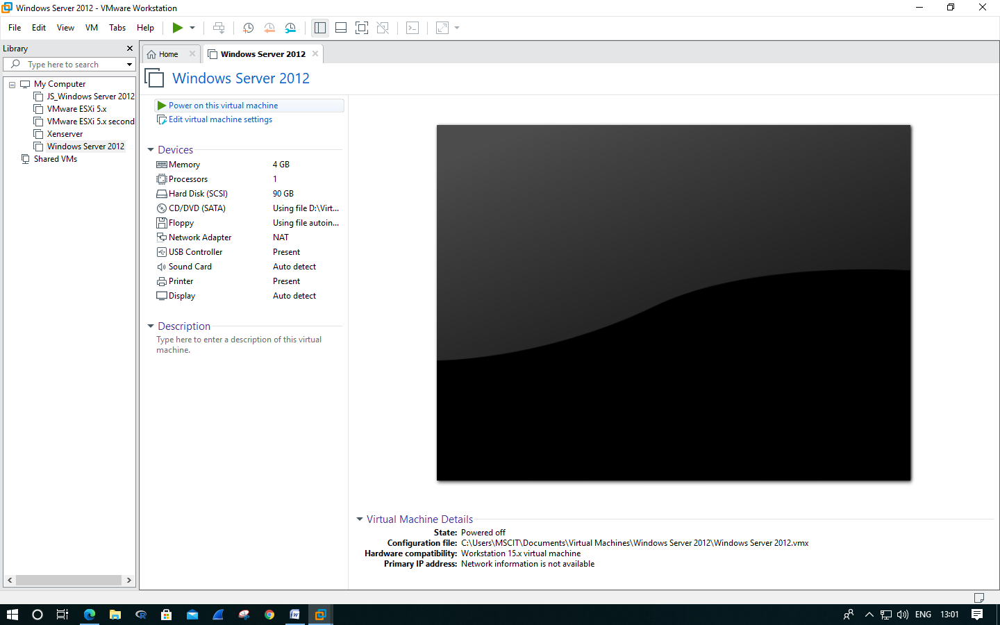 Windows Server 2012 - VMware Workstation
File Edit View VM Tabs Help
Library
Type here to search
My Computer
JS_Windows Server 2012
VMware ESXi 5.x
VMware ESXi 5.x second
Xenserver
Windows Server 2012
Shared VMs
Home
Windows Server 2012
Windows Server 2012
Power on this virtual machine
Edit virtual machine settings
Devices
Memory 4 GB
Processors 1
Hard Disk (SCSI) 90 GB
CD/DVD (SATA) Using file D:\Virt...
Floppy Using file autoin...
Network Adapter NAT
USB Controller Present
Sound Card Auto detect
Printer Present
Display Auto detect
Description
Type here to enter a description of this virtual
machine.
Virtual Machine Details
State: Powered off
Configuration file: C:\Users\MSCIT\Documents\Virtual Machines\Windows Server 2012\Windows Server 2012.vmx
Hardware compatibility: Workstation 15.x virtual machine
Primary IP address: Network information is not available
ENG 13:01